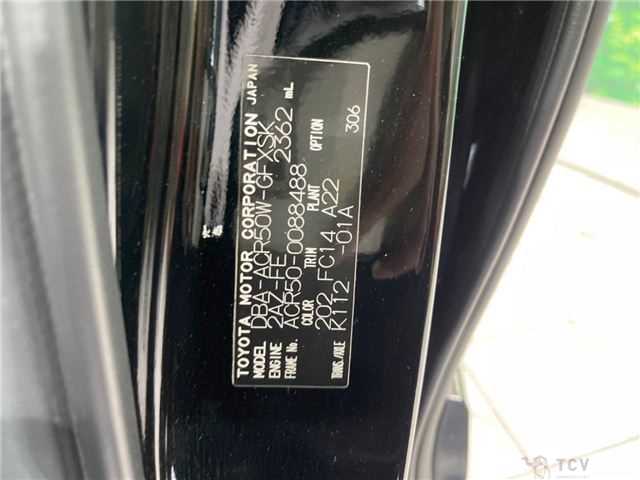 TOYOTA MOTOR CORPORATION JAPAN
MODEL DBA-ACR50W-GFXSK
ENGINE 2AZ-FE 2362 mL
FRAME No. ACR50-0088488
COLOR TRIM PLANT OPTION
202 FC14 A22 306
TRANS./AXLE K112 -01A
TCV